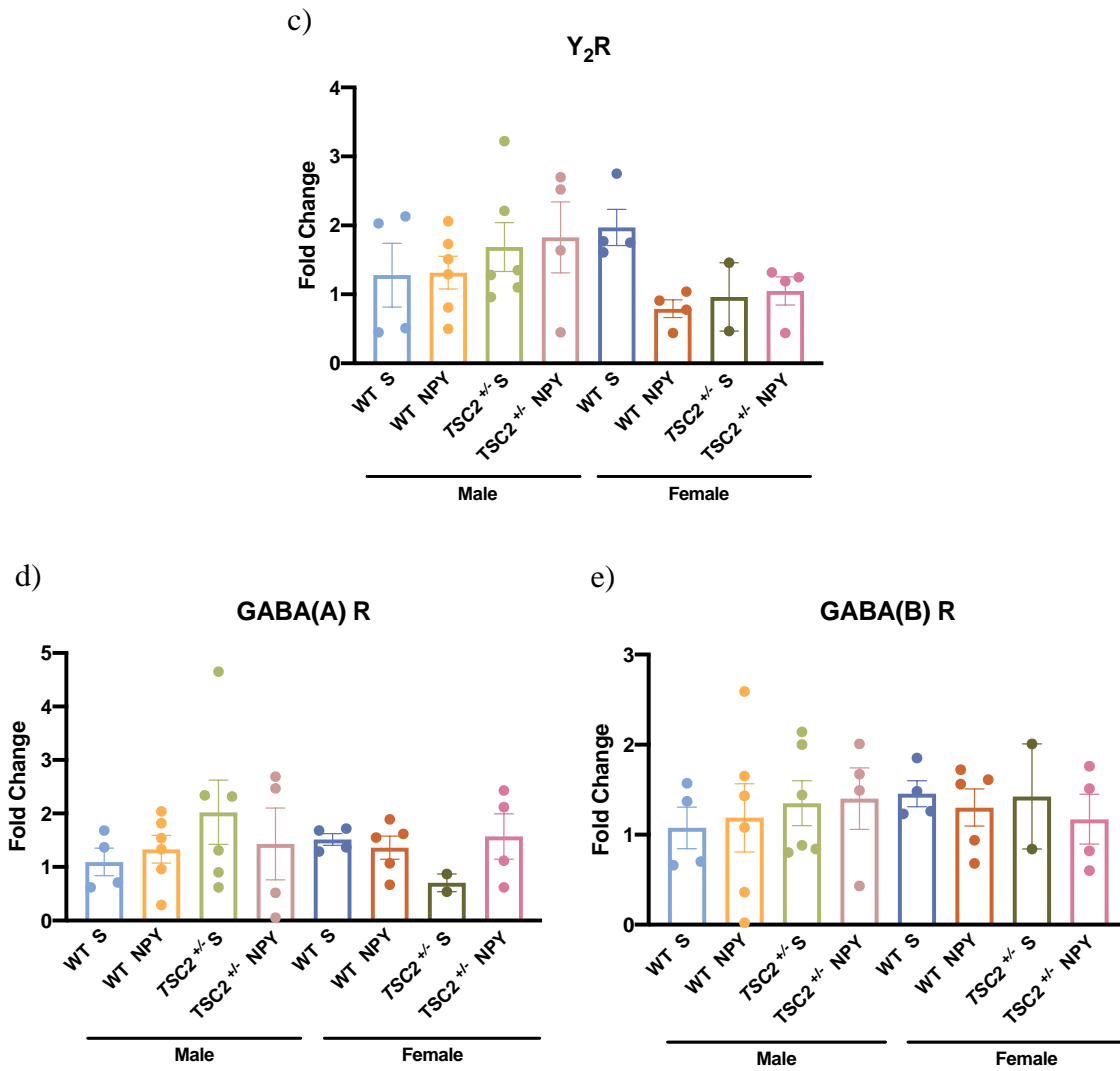 c)
Y₂R
Fold Change
4
3
2
1
0
WT S
WT NPY
TSC2 +/- S
TSC2 +/- NPY
WT S
WT NPY
TSC2 +/- S
TSC2 +/- NPY
Male
Female
d)
GABA(A) R
Fold Change
5
4
3
2
1
0
WT S
WT NPY
TSC2 +/- S
TSC2 +/- NPY
WT S
WT NPY
TSC2 +/- S
TSC2 +/- NPY
Male
Female
e)
GABA(B) R
Fold Change
3
2
1
0
WT S
WT NPY
TSC2 +/- S
TSC2 +/- NPY
WT S
WT NPY
TSC2 +/- S
TSC2 +/- NPY
Male
Female